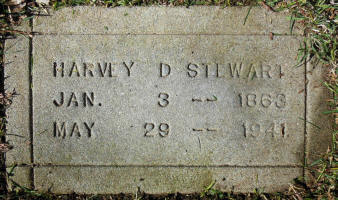 HARVEY D STEWART
JAN. 3 -- 1863
MAY 29 -- 1941